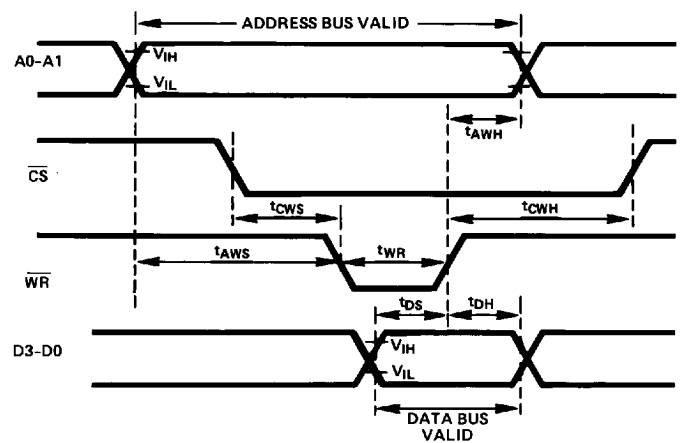 ADDRESS BUS VALID
A0-A1
VIH
VIL
tAWH
CS
tCWS
tCWH
tAWS
tWR
WR
tDS
tDH
D3-D0
VIH
VIL
DATA BUS
VALID